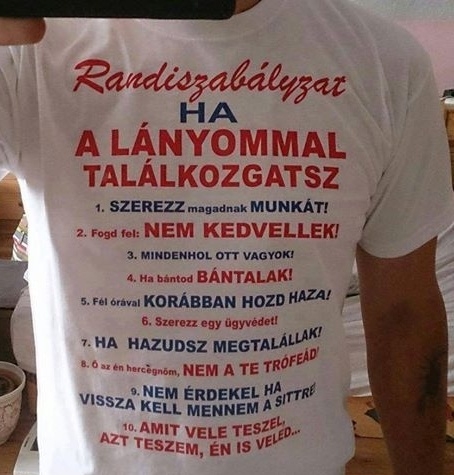 Randiszabályzat
HA
A LÁNYOMMAL
TALÁLKOZGATSZ
1. SZEREZZ magadnak MUNKÁT!
2. Fogd fel: NEM KEDVELLEK!
3. MINDENHOL OTT VAGYOK!
4. Ha bántod BÁNTALAK!
5. Fél órával KORÁBBAN HOZD HAZA!
6. Szerezz egy ügyvédet!
7. HA HAZUDSZ MEGTALÁLLAK!
8. Ő az én hercegnőm, NEM A TE TRÓFEÁD!
9. NEM ÉRDEKEL HA
VISSZA KELL MENNEM A SITTRE!
10. AMIT VELE TESZEL,
AZT TESZEM, ÉN IS VELED...